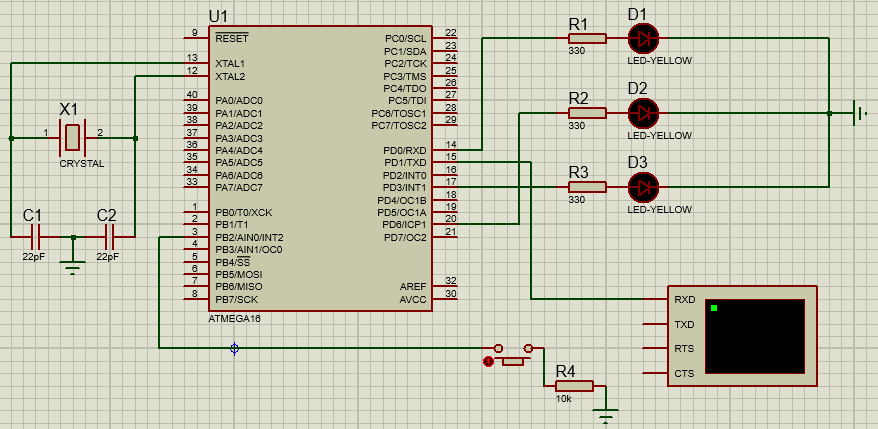 U1
9 RESET PC0/SCL 22
PC1/SDA 23
13 XTAL1 PC2/TCK 24
12 XTAL2 PC3/TMS 25
PC4/TDO 26
40 PA0/ADC0 PC5/TDI 27
39 PA1/ADC1 PC6/TOSC1 28
38 PA2/ADC2 PC7/TOSC2 29
37 PA3/ADC3
36 PA4/ADC4 PD0/RXD 14
35 PA5/ADC5 PD1/TXD 15
34 PA6/ADC6 PD2/INT0 16
33 PA7/ADC7 PD3/INT1 17
PD4/OC1B 18
1 PB0/T0/XCK PD5/OC1A 19
2 PB1/T1 PD6/ICP1 20
3 PB2/AIN0/INT2 PD7/OC2 21
4 PB3/AIN1/OC0
5 PB4/SS
6 PB5/MOSI
7 PB6/MISO AREF 32
8 PB7/SCK AVCC 30
ATMEGA16
X1
1 2
CRYSTAL
C1
22pF
C2
22pF
R1
330
D1
LED-YELLOW
R2
330
D2
LED-YELLOW
R3
330
D3
LED-YELLOW
R4
10k
RXD
TXD
RTS
CTS